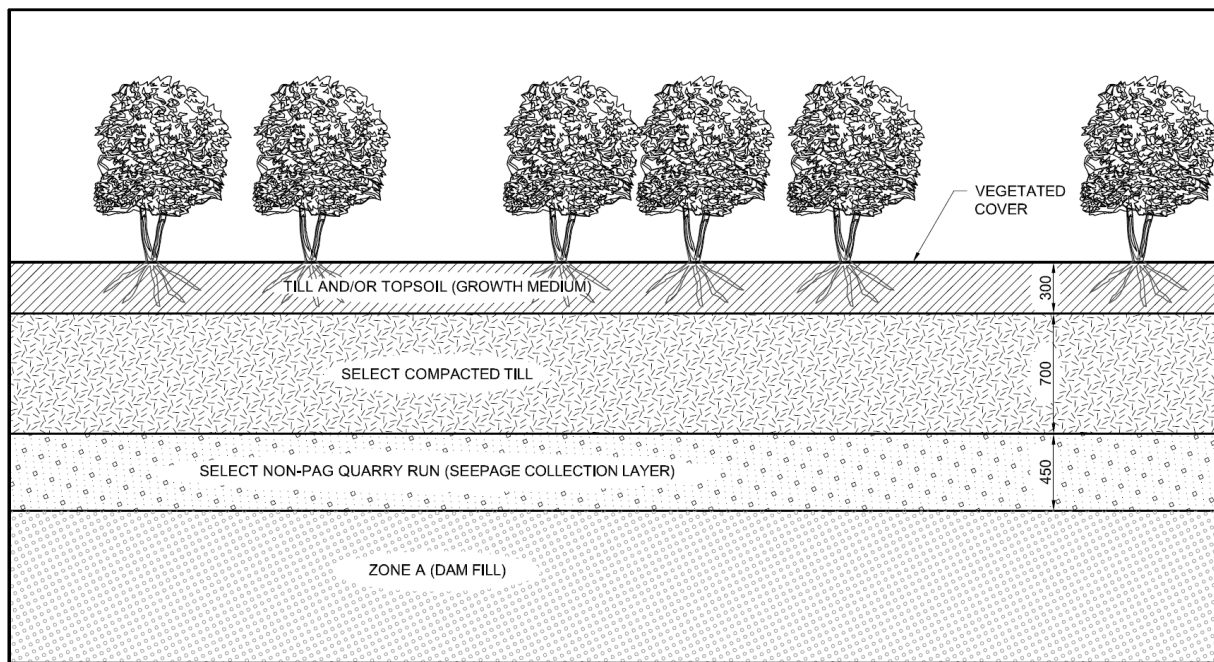 VEGETATED
COVER
TILL AND/OR TOPSOIL (GROWTH MEDIUM)
300
SELECT COMPACTED TILL
700
SELECT NON-PAG QUARRY RUN (SEEPAGE COLLECTION LAYER)
450
ZONE A (DAM FILL)